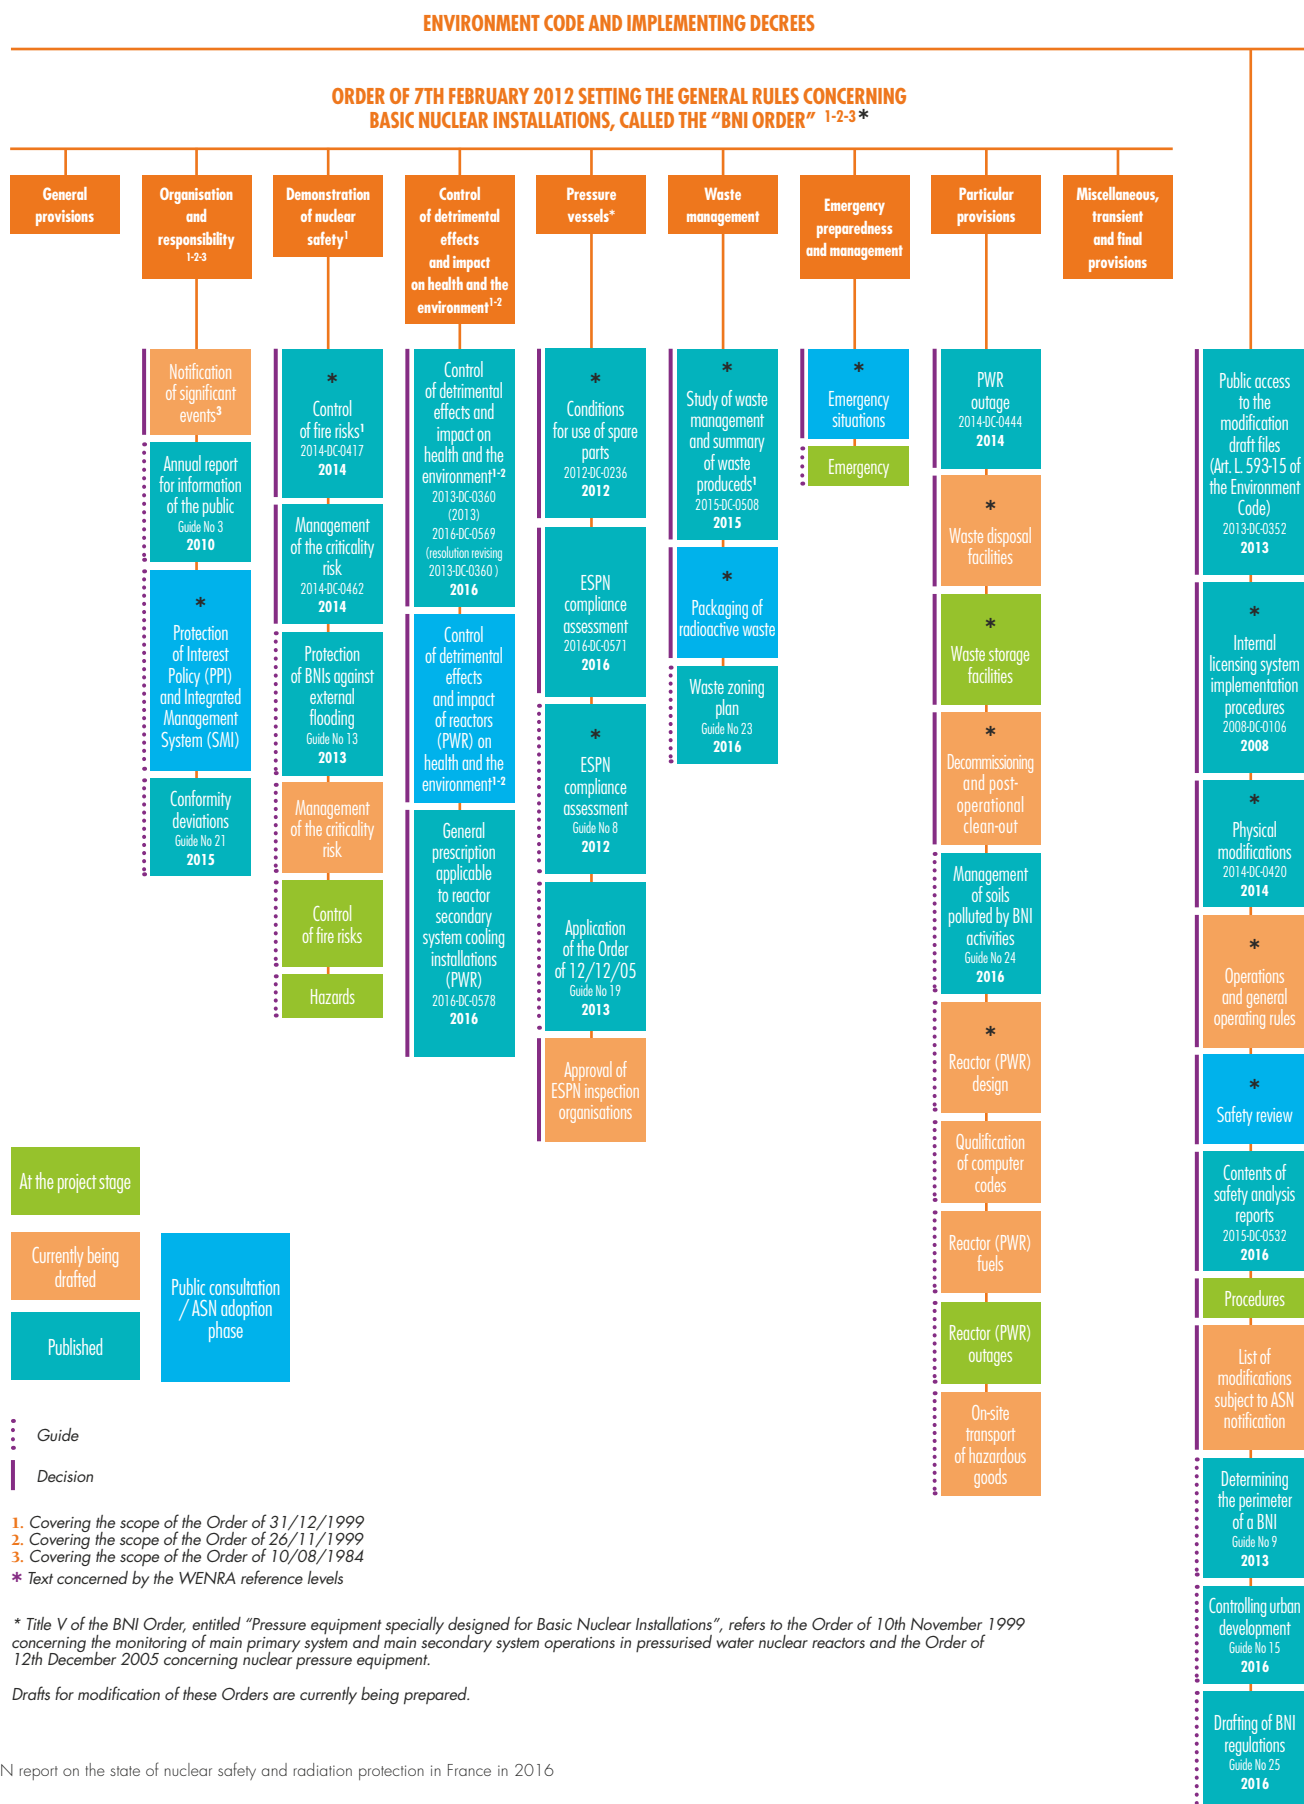 ENVIRONMENT CODE AND IMPLEMENTING DECREES
ORDER OF 7TH FEBRUARY 2012 SETTING THE GENERAL RULES CONCERNING
BASIC NUCLEAR INSTALLATIONS, CALLED THE “BNI ORDER” 1-2-3*
General
provisions
Organisation
and
responsibility
1-2-3
Demonstration
of nuclear
safety1
Control
of detrimental
effects
and impact
on health and the
environment1-2
Pressure
vessels*
Waste
management
Emergency
preparedness
and management
Particular
provisions
Miscellaneous,
transient
and final
provisions
Notification
of significant
events3
Annual report
for information
of the public
Guide No 3
2010
*
Protection
of Interest
Policy (PPI)
and Integrated
Management
System (SMI)
Conformity
deviations
Guide No 21
2015
*
Control
of fire risks1
2014-DC-0417
2014
Management
of the criticality
risk
2014-DC-0462
2014
Protection
of BNIs against
external
flooding
Guide No 13
2013
Management
of the criticality
risk
Control
of fire risks
Hazards
Control
of detrimental
effects and
impact on
health and the
environment1-2
2013-DC-0360
(2013)
2016-DC-0569
(resolution revising
2013-DC-0360 )
2016
Control
of detrimental
effects
and impact
of reactors
(PWR) on
health and the
environment1-2
General
prescription
applicable
to reactor
secondary
system cooling
installations
(PWR)
2016-DC-0578
2016
*
Conditions
for use of spare
parts
2012-DC-0236
2012
ESPN
compliance
assessment
2016-DC-0571
2016
*
ESPN
compliance
assessment
Guide No 8
2012
Application
of the Order
of 12/12/05
Guide No 19
2013
Approval of
ESPN inspection
organisations
*
Study of waste
management
and summary
of waste
produceds1
2015-DC-0508
2015
*
Packaging of
radioactive waste
Waste zoning
plan
Guide No 23
2016
*
Emergency
situations
Emergency
PWR
outage
2014-DC-0444
2014
*
Waste disposal
facilities
*
Waste storage
facilities
*
Decommissioning
and post-
operational
clean-out
Management
of soils
polluted by BNI
activities
Guide No 24
2016
*
Reactor (PWR)
design
Qualification
of computer
codes
Reactor (PWR)
fuels
Reactor (PWR)
outages
On-site
transport
of hazardous
goods
Public access
to the
modification
draft files
(Art. L. 593-15 of
the Environment
Code)
2013-DC-0352
2013
*
Internal
licensing system
implementation
procedures
2008-DC-0106
2008
*
Physical
modifications
2014-DC-0420
2014
*
Operations
and general
operating rules
*
Safety review
Contents of
safety analysis
reports
2015-DC-0532
2016
Procedures
List of
modifications
subject to ASN
notification
Determining
the perimeter
of a BNI
Guide No 9
2013
Controlling urban
development
Guide No 15
2016
Drafting of BNI
regulations
Guide No 25
2016
At the project stage
Currently being
drafted
Published
Public consultation
/ ASN adoption
phase
Guide
Decision
1. Covering the scope of the Order of 31/12/1999
2. Covering the scope of the Order of 26/11/1999
3. Covering the scope of the Order of 10/08/1984
* Text concerned by the WENRA reference levels
* Title V of the BNI Order, entitled “Pressure equipment specially designed for Basic Nuclear Installations”, refers to the Order of 10th November 1999
concerning the monitoring of main primary system and main secondary system operations in pressurised water nuclear reactors and the Order of
12th December 2005 concerning nuclear pressure equipment.
Drafts for modification of these Orders are currently being prepared.
N report on the state of nuclear safety and radiation protection in France in 2016